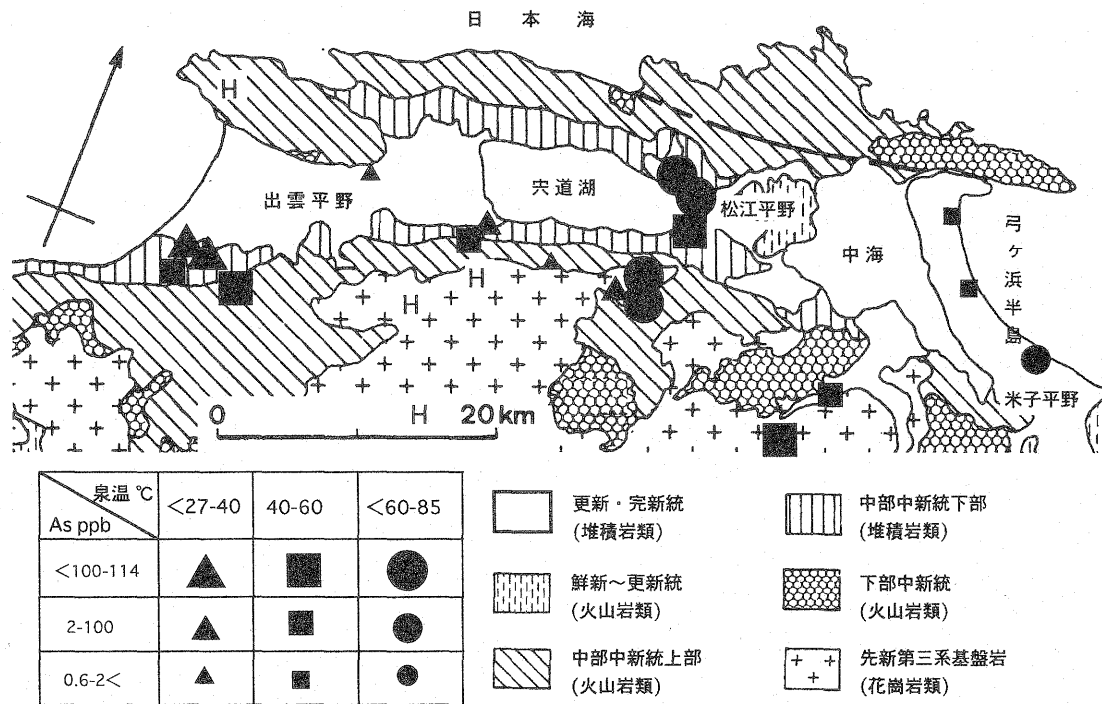 日本海
H
出雲平野
宍道湖
松江平野
中海
弓ヶ浜半島
米子平野
H
H
0 H 20km
泉温 ℃
As ppb
<27-40 40-60 <60-85
<100-114
2-100
0.6-2<
更新・完新統
(堆積岩類)
鮮新~更新統
(火山岩類)
中部中新統上部
(火山岩類)
中部中新統下部
(堆積岩類)
下部中新統
(火山岩類)
先新第三系基盤岩
(花崗岩類)